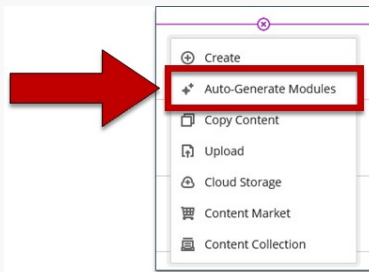 Create
Auto-Generate Modules
Copy Content
Upload
Cloud Storage
Content Market
Content Collection